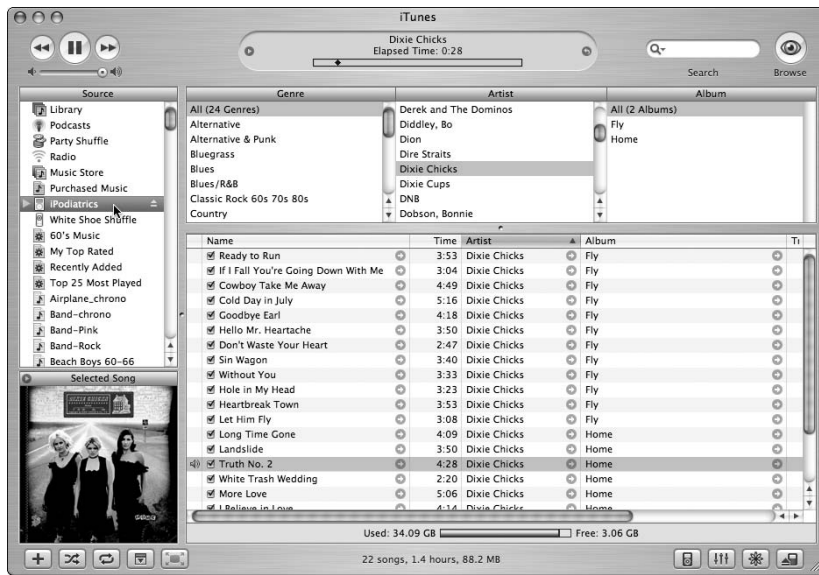 iTunes
Dixie Chicks
Elapsed Time: 0:28
Search
Browse
Source
Library
Podcasts
Party Shuffle
Radio
Music Store
Purchased Music
iPodiatrics
White Shoe Shuffle
60's Music
My Top Rated
Recently Added
Top 25 Most Played
Airplane_chrono
Band-chrono
Band-Pink
Band-Rock
Beach Boys 60-66
Selected Song
Genre
All (24 Genres)
Alternative
Alternative & Punk
Bluegrass
Blues
Blues/R&B
Classic Rock 60s 70s 80s
Country
Artist
Derek and The Dominos
Diddley, Bo
Dion
Dire Straits
Dixie Chicks
Dixie Cups
DNB
Dobson, Bonnie
Album
All (2 Albums)
Fly
Home
Name Time Artist Album Ti
Ready to Run 3:53 Dixie Chicks Fly
If I Fall You're Going Down With Me 3:04 Dixie Chicks Fly
Cowboy Take Me Away 4:49 Dixie Chicks Fly
Cold Day in July 5:16 Dixie Chicks Fly
Goodbye Earl 4:18 Dixie Chicks Fly
Hello Mr. Heartache 3:50 Dixie Chicks Fly
Don't Waste Your Heart 2:47 Dixie Chicks Fly
Sin Wagon 3:40 Dixie Chicks Fly
Without You 3:33 Dixie Chicks Fly
Hole in My Head 3:23 Dixie Chicks Fly
Heartbreak Town 3:53 Dixie Chicks Fly
Let Him Fly 3:08 Dixie Chicks Fly
Long Time Gone 4:09 Dixie Chicks Home
Landslide 3:50 Dixie Chicks Home
Truth No. 2 4:28 Dixie Chicks Home
White Trash Wedding 2:20 Dixie Chicks Home
More Love 5:06 Dixie Chicks Home
I Believe in Love 4:14 Dixie Chicks Home
Used: 34.09 GB Free: 3.06 GB
22 songs, 1.4 hours, 88.2 MB